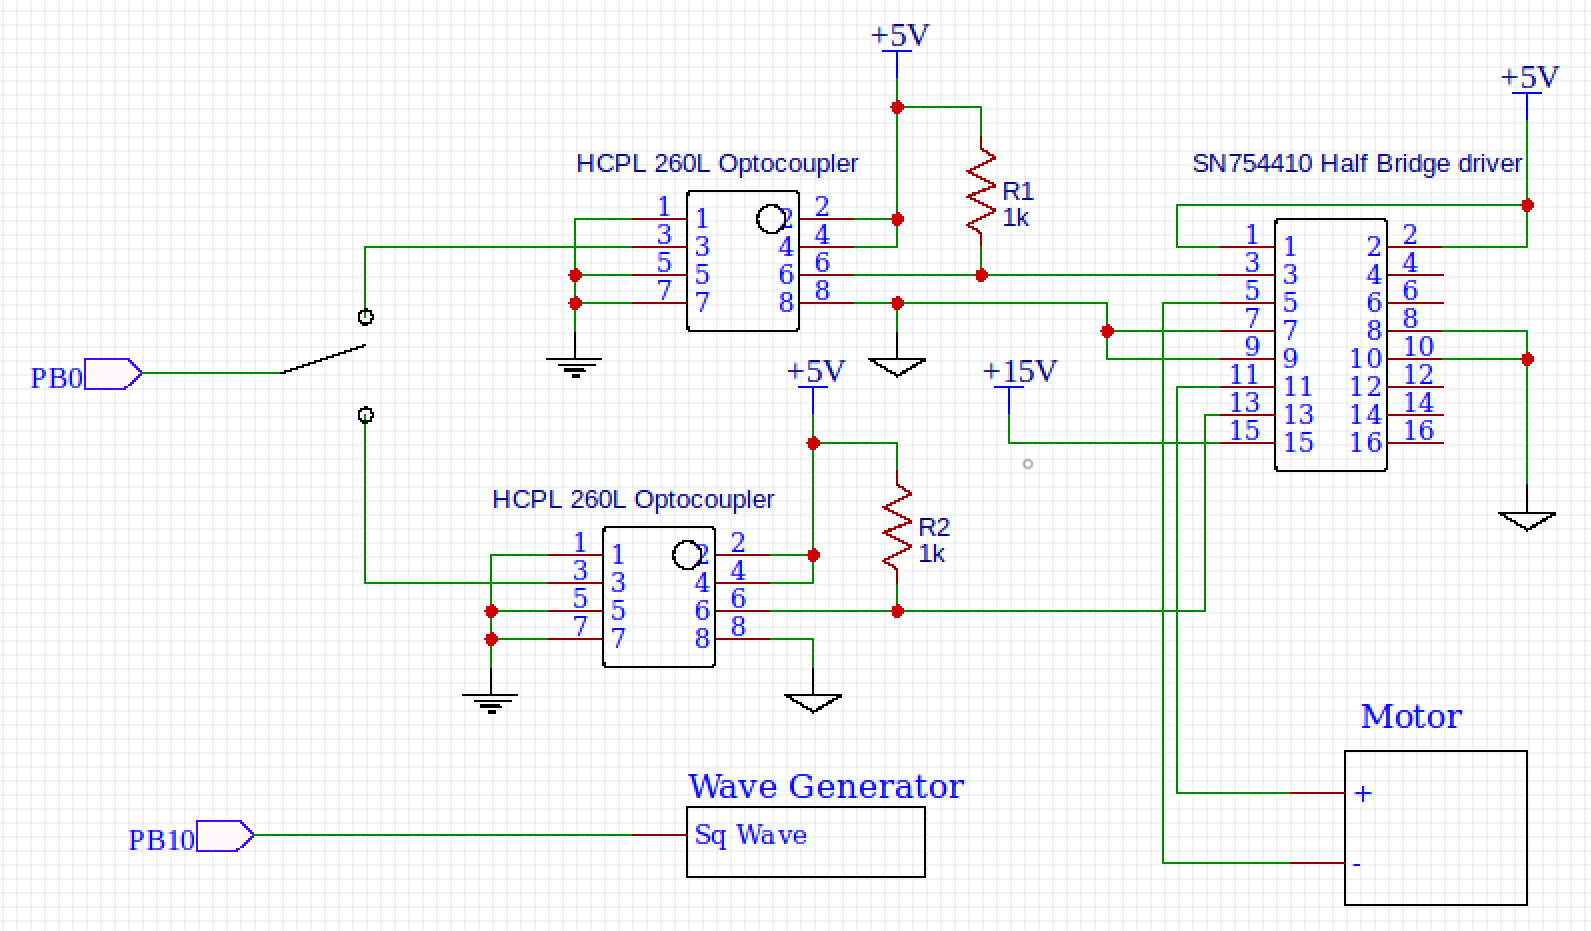 +5V
+5V
HCPL 260L Optocoupler
SN754410 Half Bridge driver
R1
1k
1 1 2 2
3 3 4 4
5 5 6 6
7 7 8 8
1 1 2 2
3 3 4 4
5 5 6 6
7 7 8 8
9 9 10 10
11 11 12 12
13 13 14 14
15 15 16 16
PB0
+5V
+15V
HCPL 260L Optocoupler
R2
1k
1 1 2 2
3 3 4 4
5 5 6 6
7 7 8 8
Motor
+
-
Wave Generator
Sq Wave
PB10